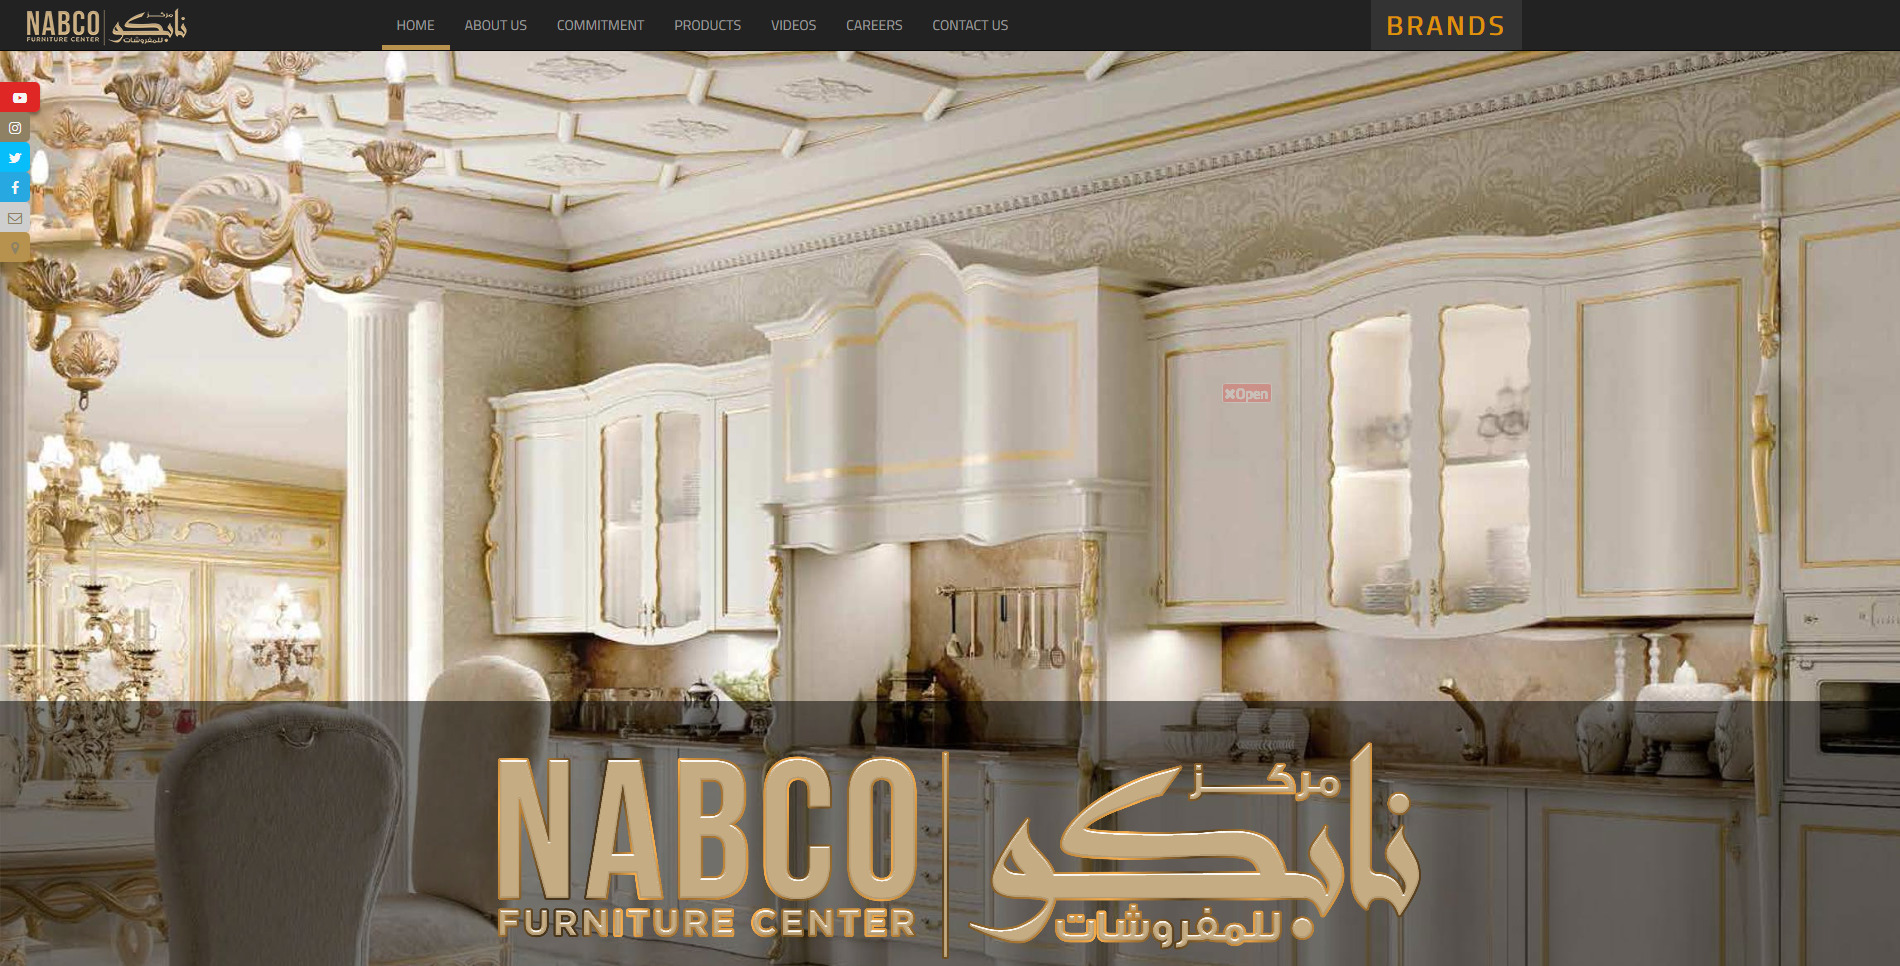 NABCO
FURNITURE CENTER
مركز
نابكو
للمفروشات
HOME ABOUT US COMMITMENT PRODUCTS VIDEOS CAREERS CONTACT US
BRANDS
Open
NABCO
FURNITURE CENTER
مركز
نابكو
للمفروشات